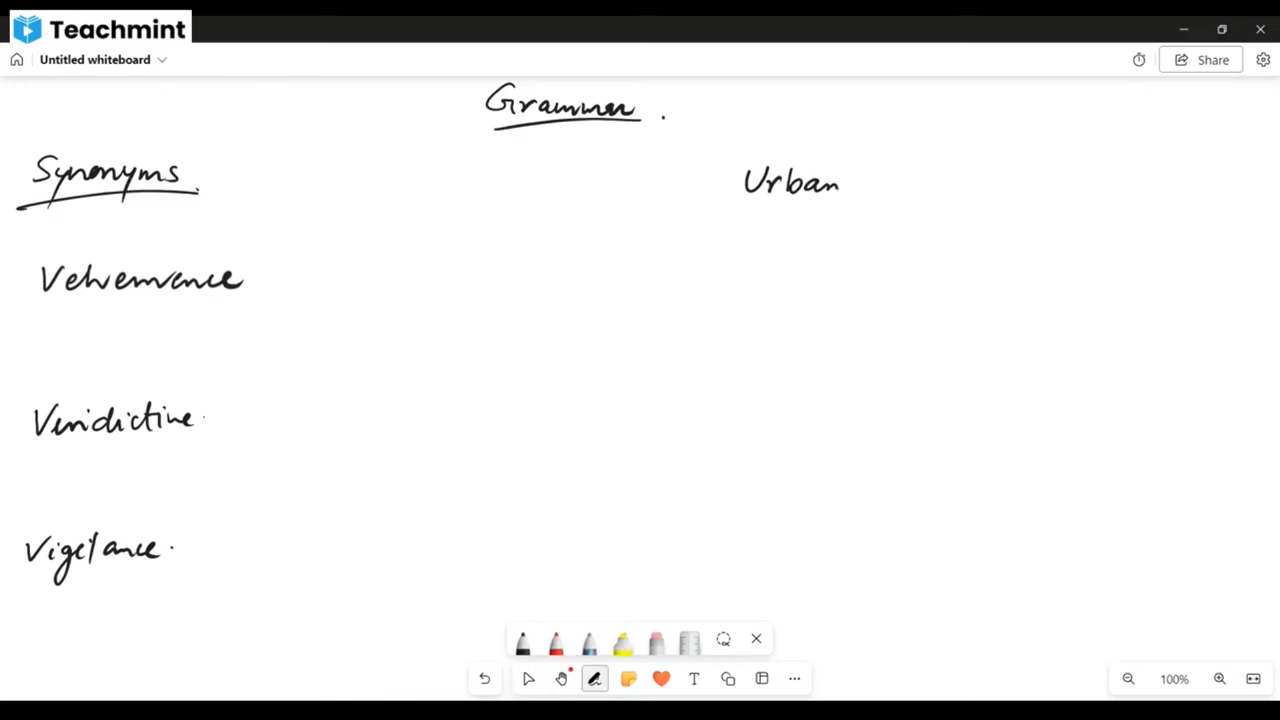 Teachmint
Untitled whiteboard
Share
Grammer .
Synonyms
Urban
Vehemence
Vindictive
Vigilance
100%